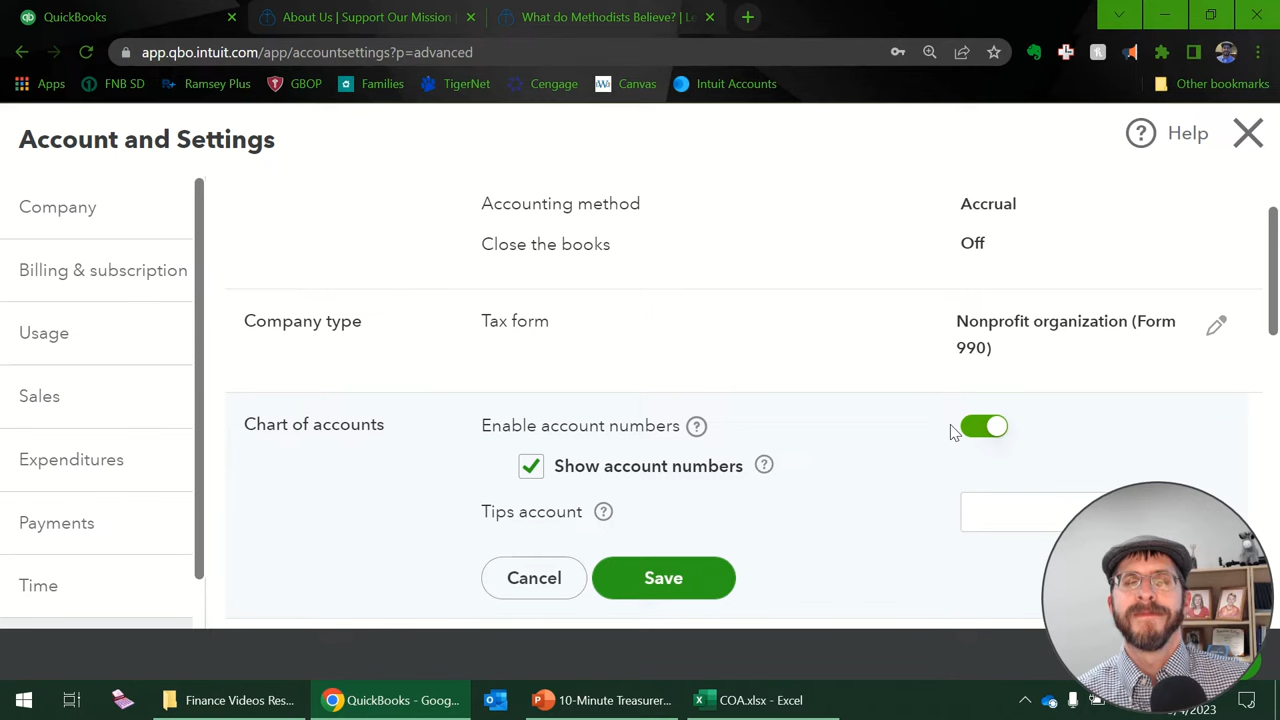 QuickBooks
About Us | Support Our Mission
What do Methodists Believe? | Le
app.qbo.intuit.com/app/accountsettings?p=advanced
Apps
FNB SD
Ramsey Plus
GBOP
Families
TigerNet
Cengage
Canvas
Intuit Accounts
Other bookmarks
Account and Settings
Help
Company
Billing & subscription
Usage
Sales
Expenditures
Payments
Time
Accounting method
Accrual
Close the books
Off
Company type
Tax form
Nonprofit organization (Form
990)
Chart of accounts
Enable account numbers
Show account numbers
Tips account
Cancel
Save
Finance Videos Res...
QuickBooks - Goog...
10-Minute Treasurer...
COA.xlsx - Excel
/4/2023